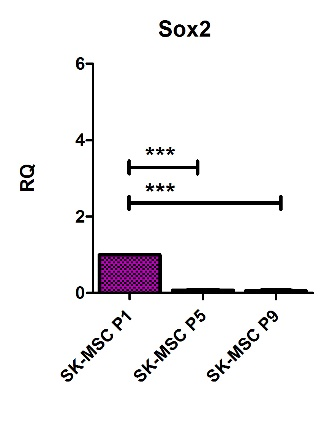 Sox2
6
4
2
0
RQ
***
***
SK-MSC P1
SK-MSC P5
SK-MSC P9